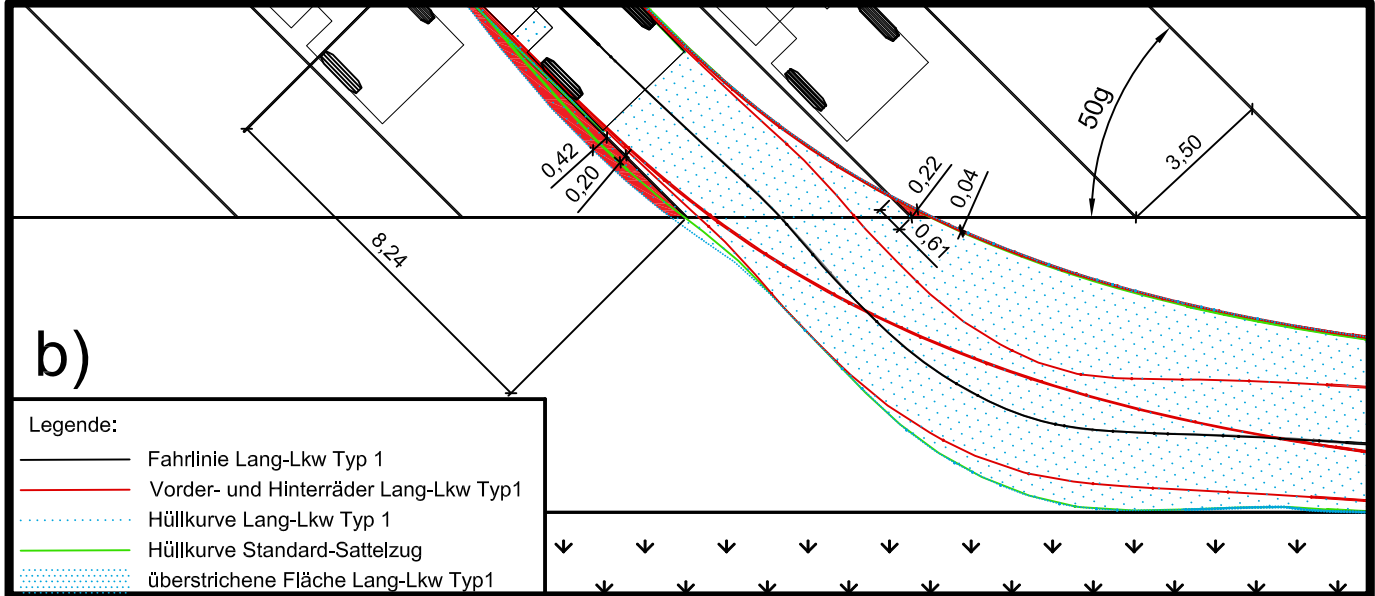 50g
3,50
0,42
0,20
0,22
0,04
0,61
8,24
b)
Legende:
Fahrlinie Lang-Lkw Typ 1
Vorder- und Hinterräder Lang-Lkw Typ1
Hüllkurve Lang-Lkw Typ 1
Hüllkurve Standard-Sattelzug
überstrichene Fläche Lang-Lkw Typ1